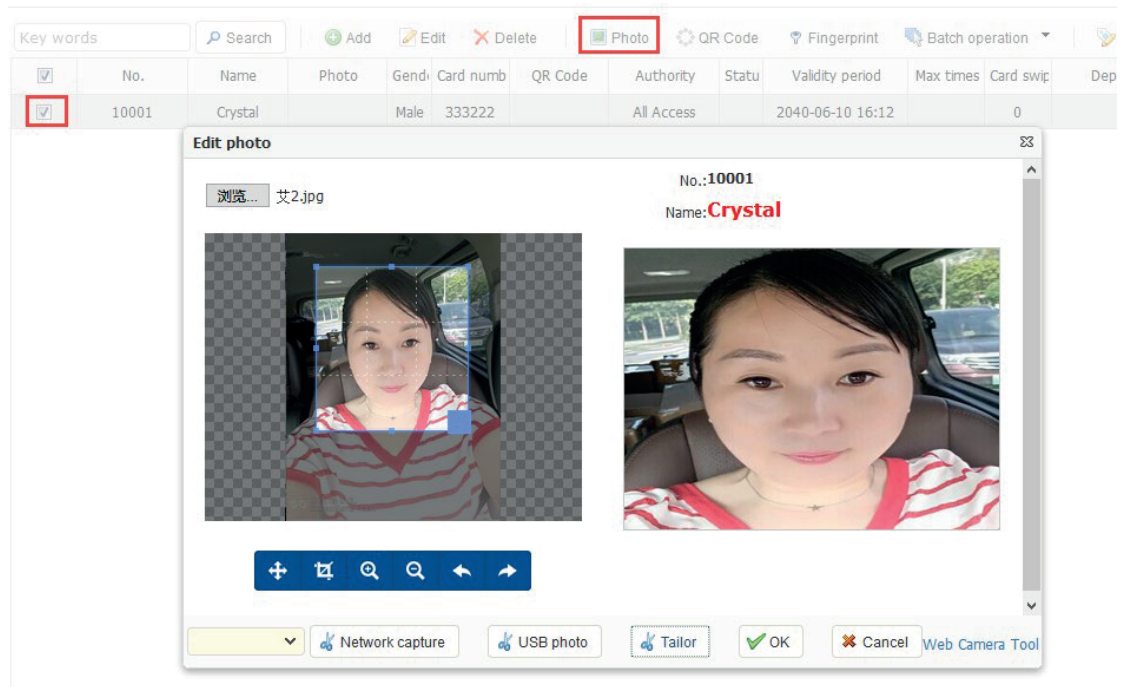 Key words Search Add Edit Delete Photo QR Code Fingerprint Batch operation
No. Name Photo Gend Card numb QR Code Authority Statu Validity period Max times Card swip Dep
10001 Crystal Male 333222 All Access 2040-06-10 16:12 0
Edit photo
浏览... 艾2.jpg
No.:10001
Name:Crystal
Network capture USB photo Tailor OK Cancel Web Camera Tool